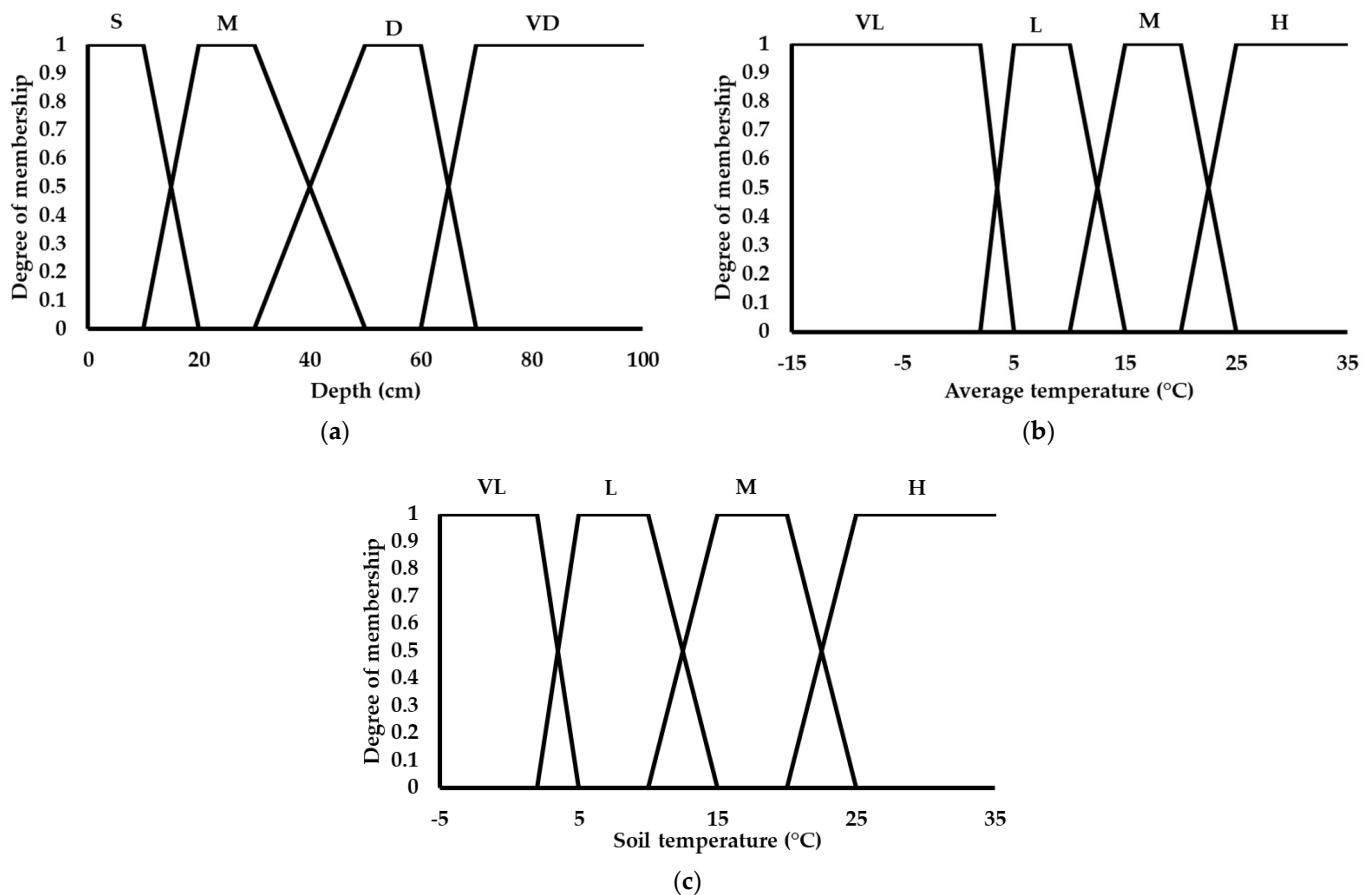 S M D VD
1
0.9
0.8
0.7
0.6
0.5
0.4
0.3
0.2
0.1
0
Degree of membership
0 20 40 60 80 100
Depth (cm)
(a)
VL L M H
1
0.9
0.8
0.7
0.6
0.5
0.4
0.3
0.2
0.1
0
Degree of membership
-15 -5 5 15 25 35
Average temperature (°C)
(b)
VL L M H
1
0.9
0.8
0.7
0.6
0.5
0.4
0.3
0.2
0.1
0
Degree of membership
-5 5 15 25 35
Soil temperature (°C)
(c)